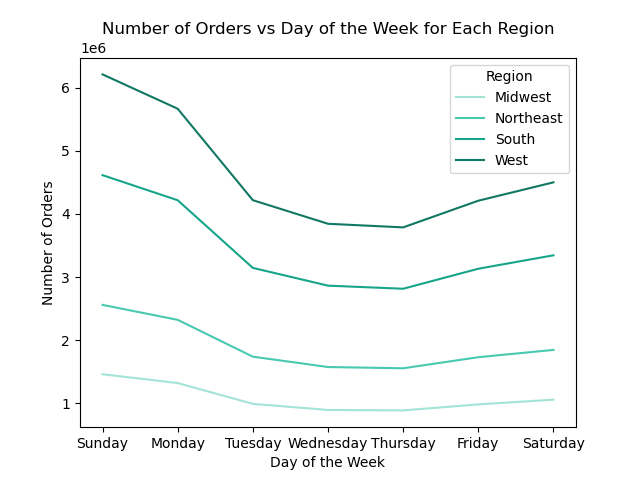 Number of Orders vs Day of the Week for Each Region
1e6
Region
Midwest
Northeast
South
West
6
5
4
3
2
1
Number of Orders
Sunday Monday Tuesday Wednesday Thursday Friday Saturday
Day of the Week